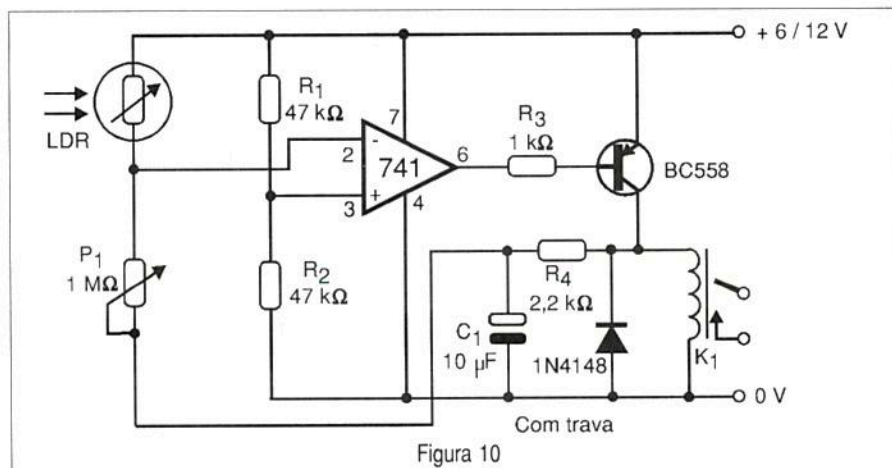 + 6 / 12 V
LDR
R1
47 kΩ
7
2
-
741
6
3
+
4
R3
1 kΩ
BC558
P1
1 MΩ
R2
47 kΩ
R4
2,2 kΩ
C1
10 µF
1N4148
K1
0 V
Com trava
Figura 10